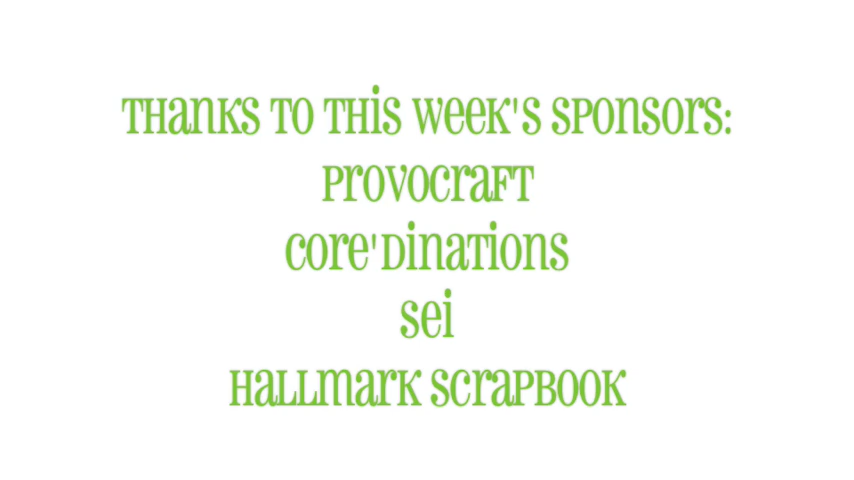 thanks to this week's sponsors:
provocraft
core'dinations
sei
hallmark scrapbook